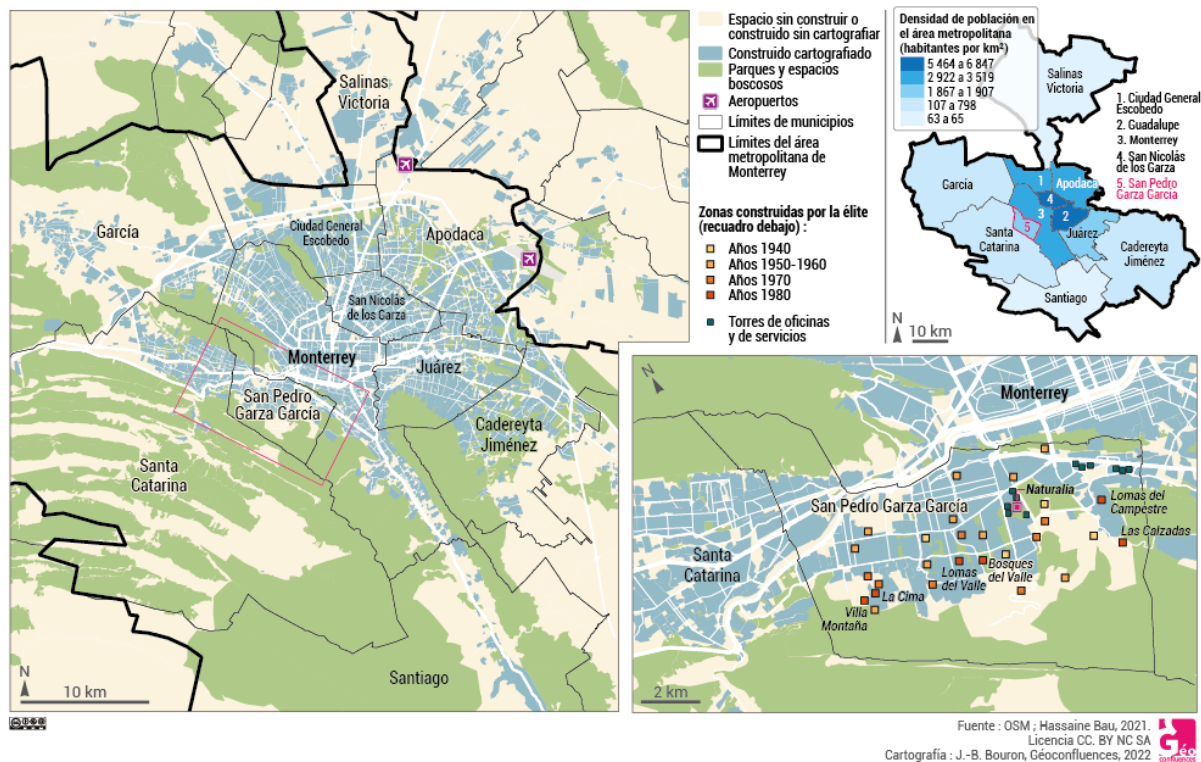 Salinas
Victoria
García
Ciudad General
Escobedo
Apodaca
San Nicolás
de los Garza
Monterrey
Juárez
San Pedro
Garza García
Cadereyta
Jiménez
Santa
Catarina
Santiago
N
10 km
Espacio sin construir o
construido sin cartografiar
Construido cartografiado
Parques y espacios
boscosos
Aeropuertos
Límites de municipios
Límites del área
metropolitana de
Monterrey
Zonas construidas por la élite
(recuadro debajo) :
Años 1940
Años 1950-1960
Años 1970
Años 1980
Torres de oficinas
y de servicios
Densidad de población en
el área metropolitana
(habitantes por km²)
5 464 a 6 847
2 922 a 3 519
1 867 a 1 907
107 a 798
63 a 65
Salinas
Victoria
García
1
Apodaca
4
3
2
5
Juárez
Santa
Catarina
Cadereyta
Jiménez
Santiago
N
10 km
1. Ciudad General
Escobedo
2. Guadalupe
3. Monterrey
4. San Nicolás
de los Garza
5. San Pedro
Garza García
N
Monterrey
San Pedro Garza García
Naturalia
Lomas del
Campestre
Las Calzadas
Santa
Catarina
Bosques
del Valle
Lomas
del Valle
La Cima
Villa
Montaña
2 km
Fuente : OSM ; Hassaine Bau, 2021.
Licencia CC. BY NC SA
Cartografía : J.-B. Bouron, Géoconfluences, 2022
Géo
CONFLUENCES